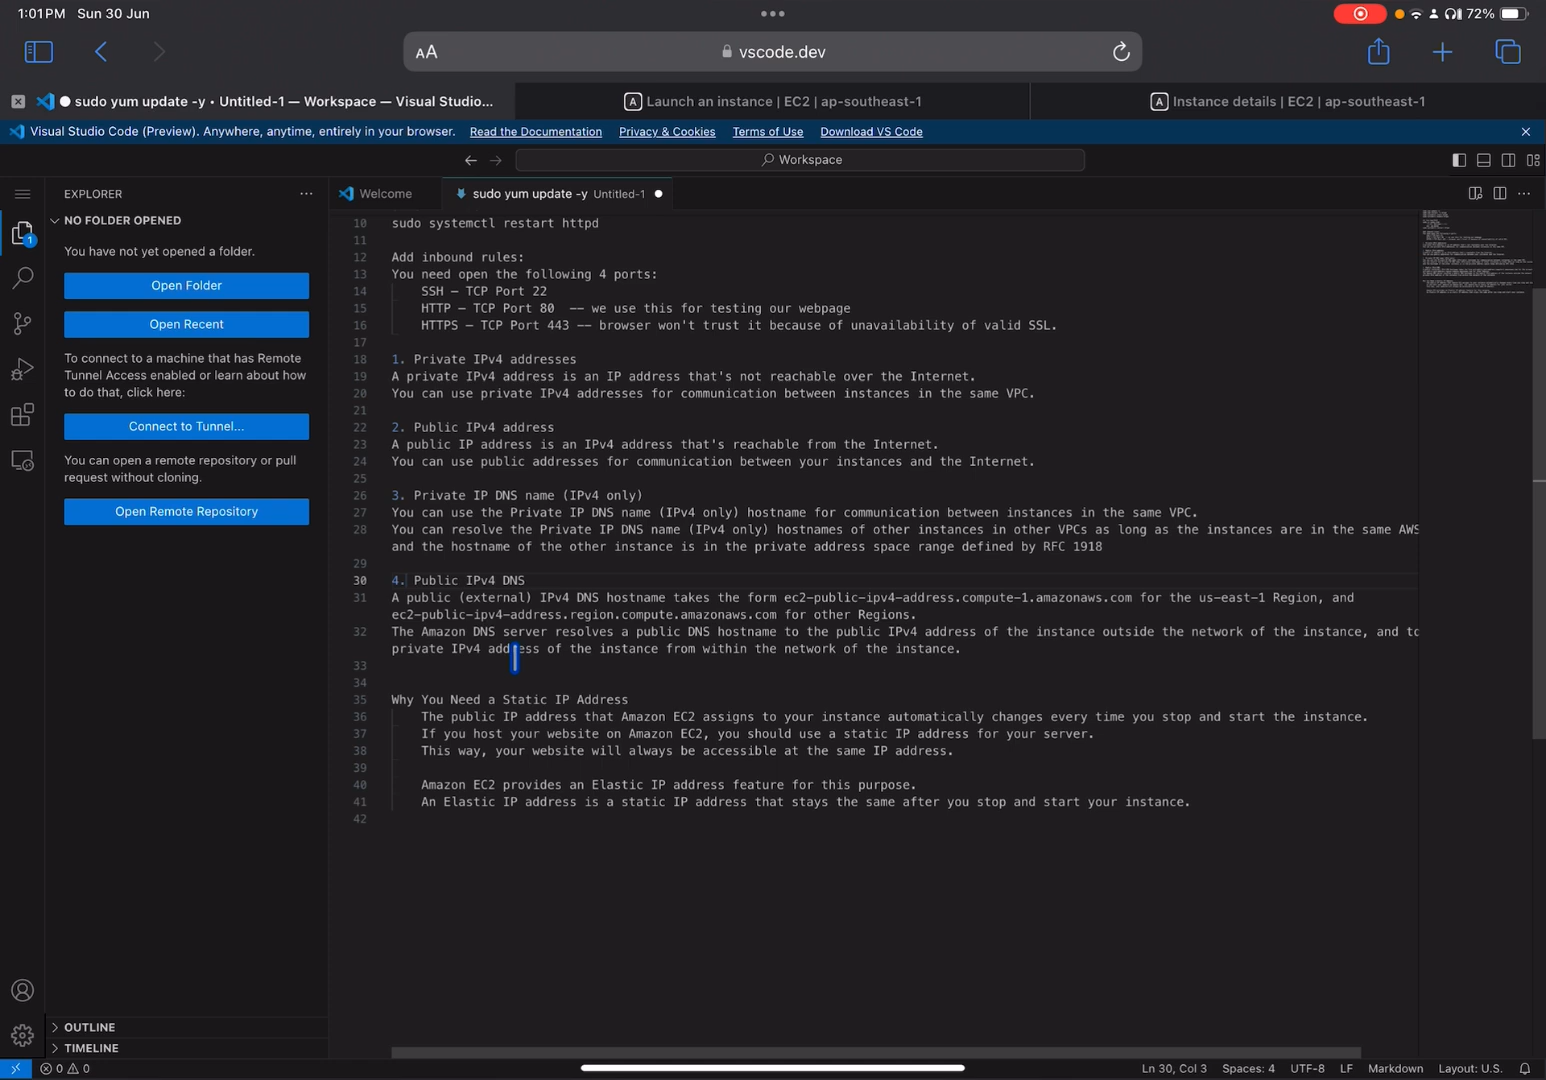 1:01PM Sun 30 Jun
72%
AA
vscode.dev
sudo yum update -y • Untitled-1 — Workspace — Visual Studio...
Launch an instance | EC2 | ap-southeast-1
Instance details | EC2 | ap-southeast-1
Visual Studio Code (Preview). Anywhere, anytime, entirely in your browser. Read the Documentation Privacy & Cookies Terms of Use Download VS Code
Workspace
EXPLORER
Welcome
sudo yum update -y Untitled-1
NO FOLDER OPENED
You have not yet opened a folder.
Open Folder
Open Recent
To connect to a machine that has Remote
Tunnel Access enabled or learn about how
to do that, click here:
Connect to Tunnel...
You can open a remote repository or pull
request without cloning.
Open Remote Repository
1
OUTLINE
TIMELINE
10 sudo systemctl restart httpd
11
12 Add inbound rules:
13 You need open the following 4 ports:
14 SSH – TCP Port 22
15 HTTP – TCP Port 80 -- we use this for testing our webpage
16 HTTPS – TCP Port 443 -- browser won't trust it because of unavailability of valid SSL.
17
18 1. Private IPv4 addresses
19 A private IPv4 address is an IP address that's not reachable over the Internet.
20 You can use private IPv4 addresses for communication between instances in the same VPC.
21
22 2. Public IPv4 address
23 A public IP address is an IPv4 address that's reachable from the Internet.
24 You can use public addresses for communication between your instances and the Internet.
25
26 3. Private IP DNS name (IPv4 only)
27 You can use the Private IP DNS name (IPv4 only) hostname for communication between instances in the same VPC.
28 You can resolve the Private IP DNS name (IPv4 only) hostnames of other instances in other VPCs as long as the instances are in the same AWS
and the hostname of the other instance is in the private address space range defined by RFC 1918
29
30 4. Public IPv4 DNS
31 A public (external) IPv4 DNS hostname takes the form ec2-public-ipv4-address.compute-1.amazonaws.com for the us-east-1 Region, and
ec2-public-ipv4-address.region.compute.amazonaws.com for other Regions.
32 The Amazon DNS server resolves a public DNS hostname to the public IPv4 address of the instance outside the network of the instance, and to
private IPv4 address of the instance from within the network of the instance.
33
34
35 Why You Need a Static IP Address
36 The public IP address that Amazon EC2 assigns to your instance automatically changes every time you stop and start the instance.
37 If you host your website on Amazon EC2, you should use a static IP address for your server.
38 This way, your website will always be accessible at the same IP address.
39
40 Amazon EC2 provides an Elastic IP address feature for this purpose.
41 An Elastic IP address is a static IP address that stays the same after you stop and start your instance.
42
0 0
Ln 30, Col 3 Spaces: 4 UTF-8 LF Markdown Layout: U.S.